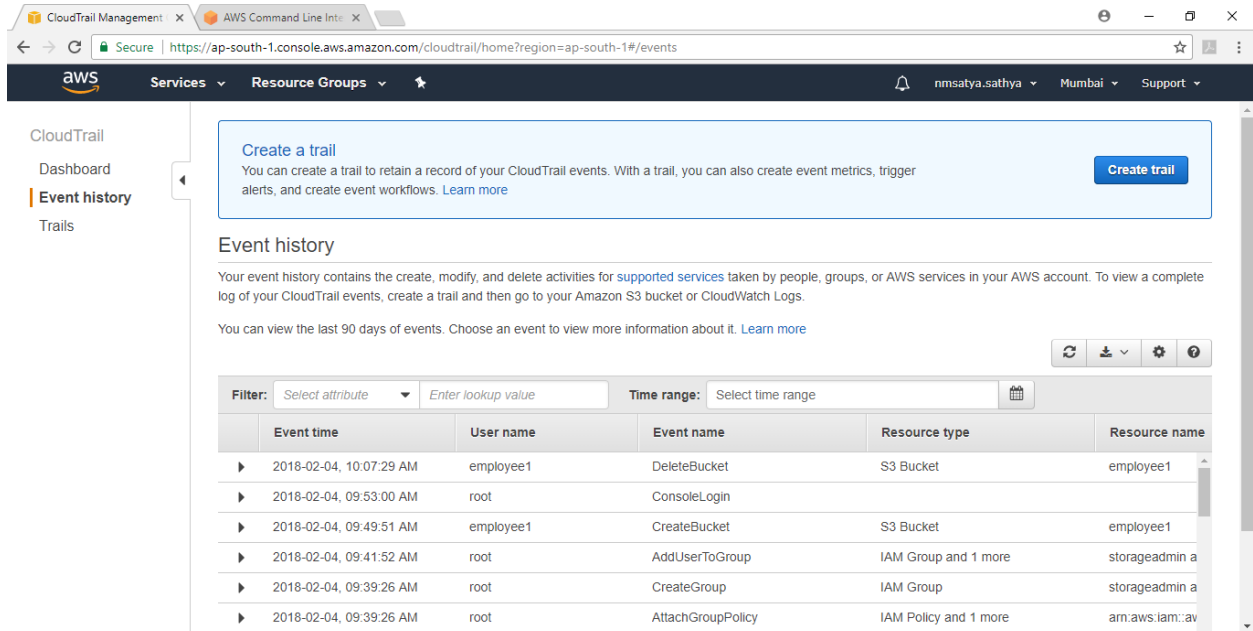 CloudTrail Management
AWS Command Line Inte
Secure https://ap-south-1.console.aws.amazon.com/cloudtrail/home?region=ap-south-1#/events
aws Services Resource Groups nmsatya.sathya Mumbai Support
CloudTrail
Dashboard
Event history
Trails
Create a trail
You can create a trail to retain a record of your CloudTrail events. With a trail, you can also create event metrics, trigger
alerts, and create event workflows. Learn more
Create trail
Event history
Your event history contains the create, modify, and delete activities for supported services taken by people, groups, or AWS services in your AWS account. To view a complete
log of your CloudTrail events, create a trail and then go to your Amazon S3 bucket or CloudWatch Logs.
You can view the last 90 days of events. Choose an event to view more information about it. Learn more
Filter: Select attribute Enter lookup value Time range: Select time range
Event time User name Event name Resource type Resource name
2018-02-04, 10:07:29 AM employee1 DeleteBucket S3 Bucket employee1
2018-02-04, 09:53:00 AM root ConsoleLogin
2018-02-04, 09:49:51 AM employee1 CreateBucket S3 Bucket employee1
2018-02-04, 09:41:52 AM root AddUserToGroup IAM Group and 1 more storageadmin a
2018-02-04, 09:39:26 AM root CreateGroup IAM Group storageadmin
2018-02-04, 09:39:26 AM root AttachGroupPolicy IAM Policy and 1 more arn:aws:iam::aw